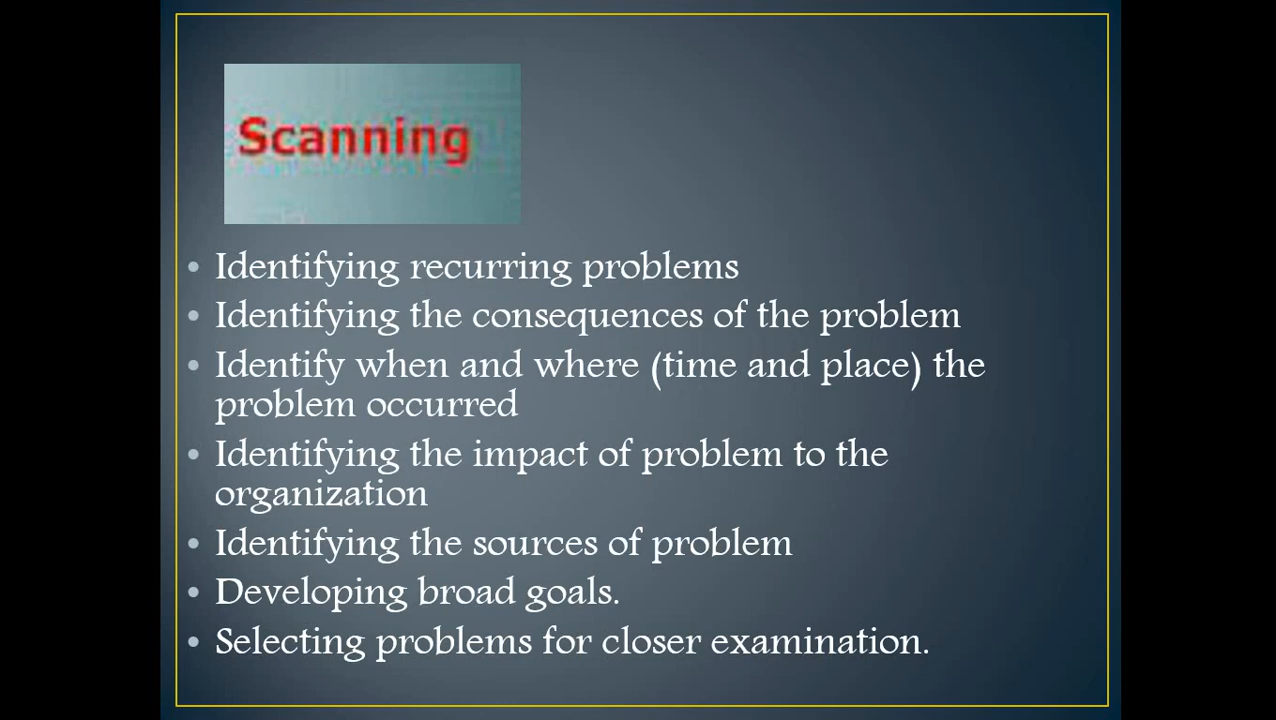 Scanning
• Identifying recurring problems
• Identifying the consequences of the problem
• Identify when and where (time and place) the
problem occurred
• Identifying the impact of problem to the
organization
• Identifying the sources of problem
• Developing broad goals.
• Selecting problems for closer examination.